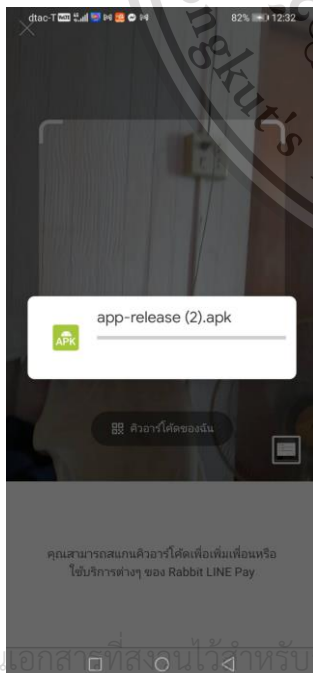 dtac-T 82% 12:32
ngkut's
app-release (2).apk
APK
คิวอาร์โค้ดของฉัน
คุณสามารถสแกนคิวอาร์โค้ดเพื่อเพิ่มเพื่อนหรือ
ใช้บริการต่างๆ ของ Rabbit LINE Pay
เอกสารที่สงวนไว้สำหรับ